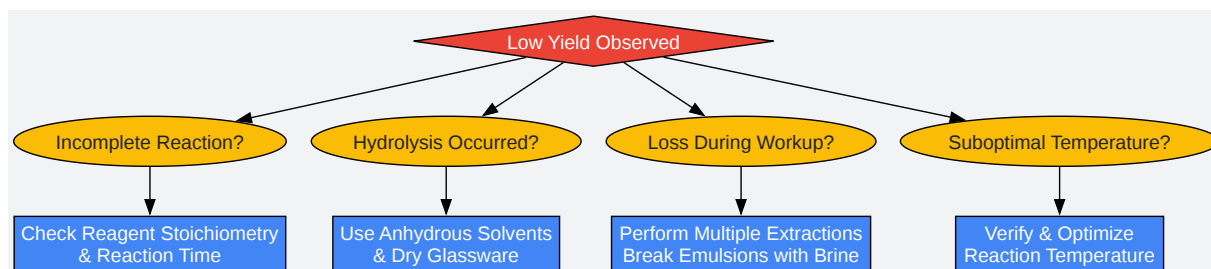 Low Yield Observed
Incomplete Reaction?
Hydrolysis Occurred?
Loss During Workup?
Suboptimal Temperature?
Check Reagent Stoichiometry
& Reaction Time
Use Anhydrous Solvents
& Dry Glassware
Perform Multiple Extractions
Break Emulsions with Brine
Verify & Optimize
Reaction Temperature